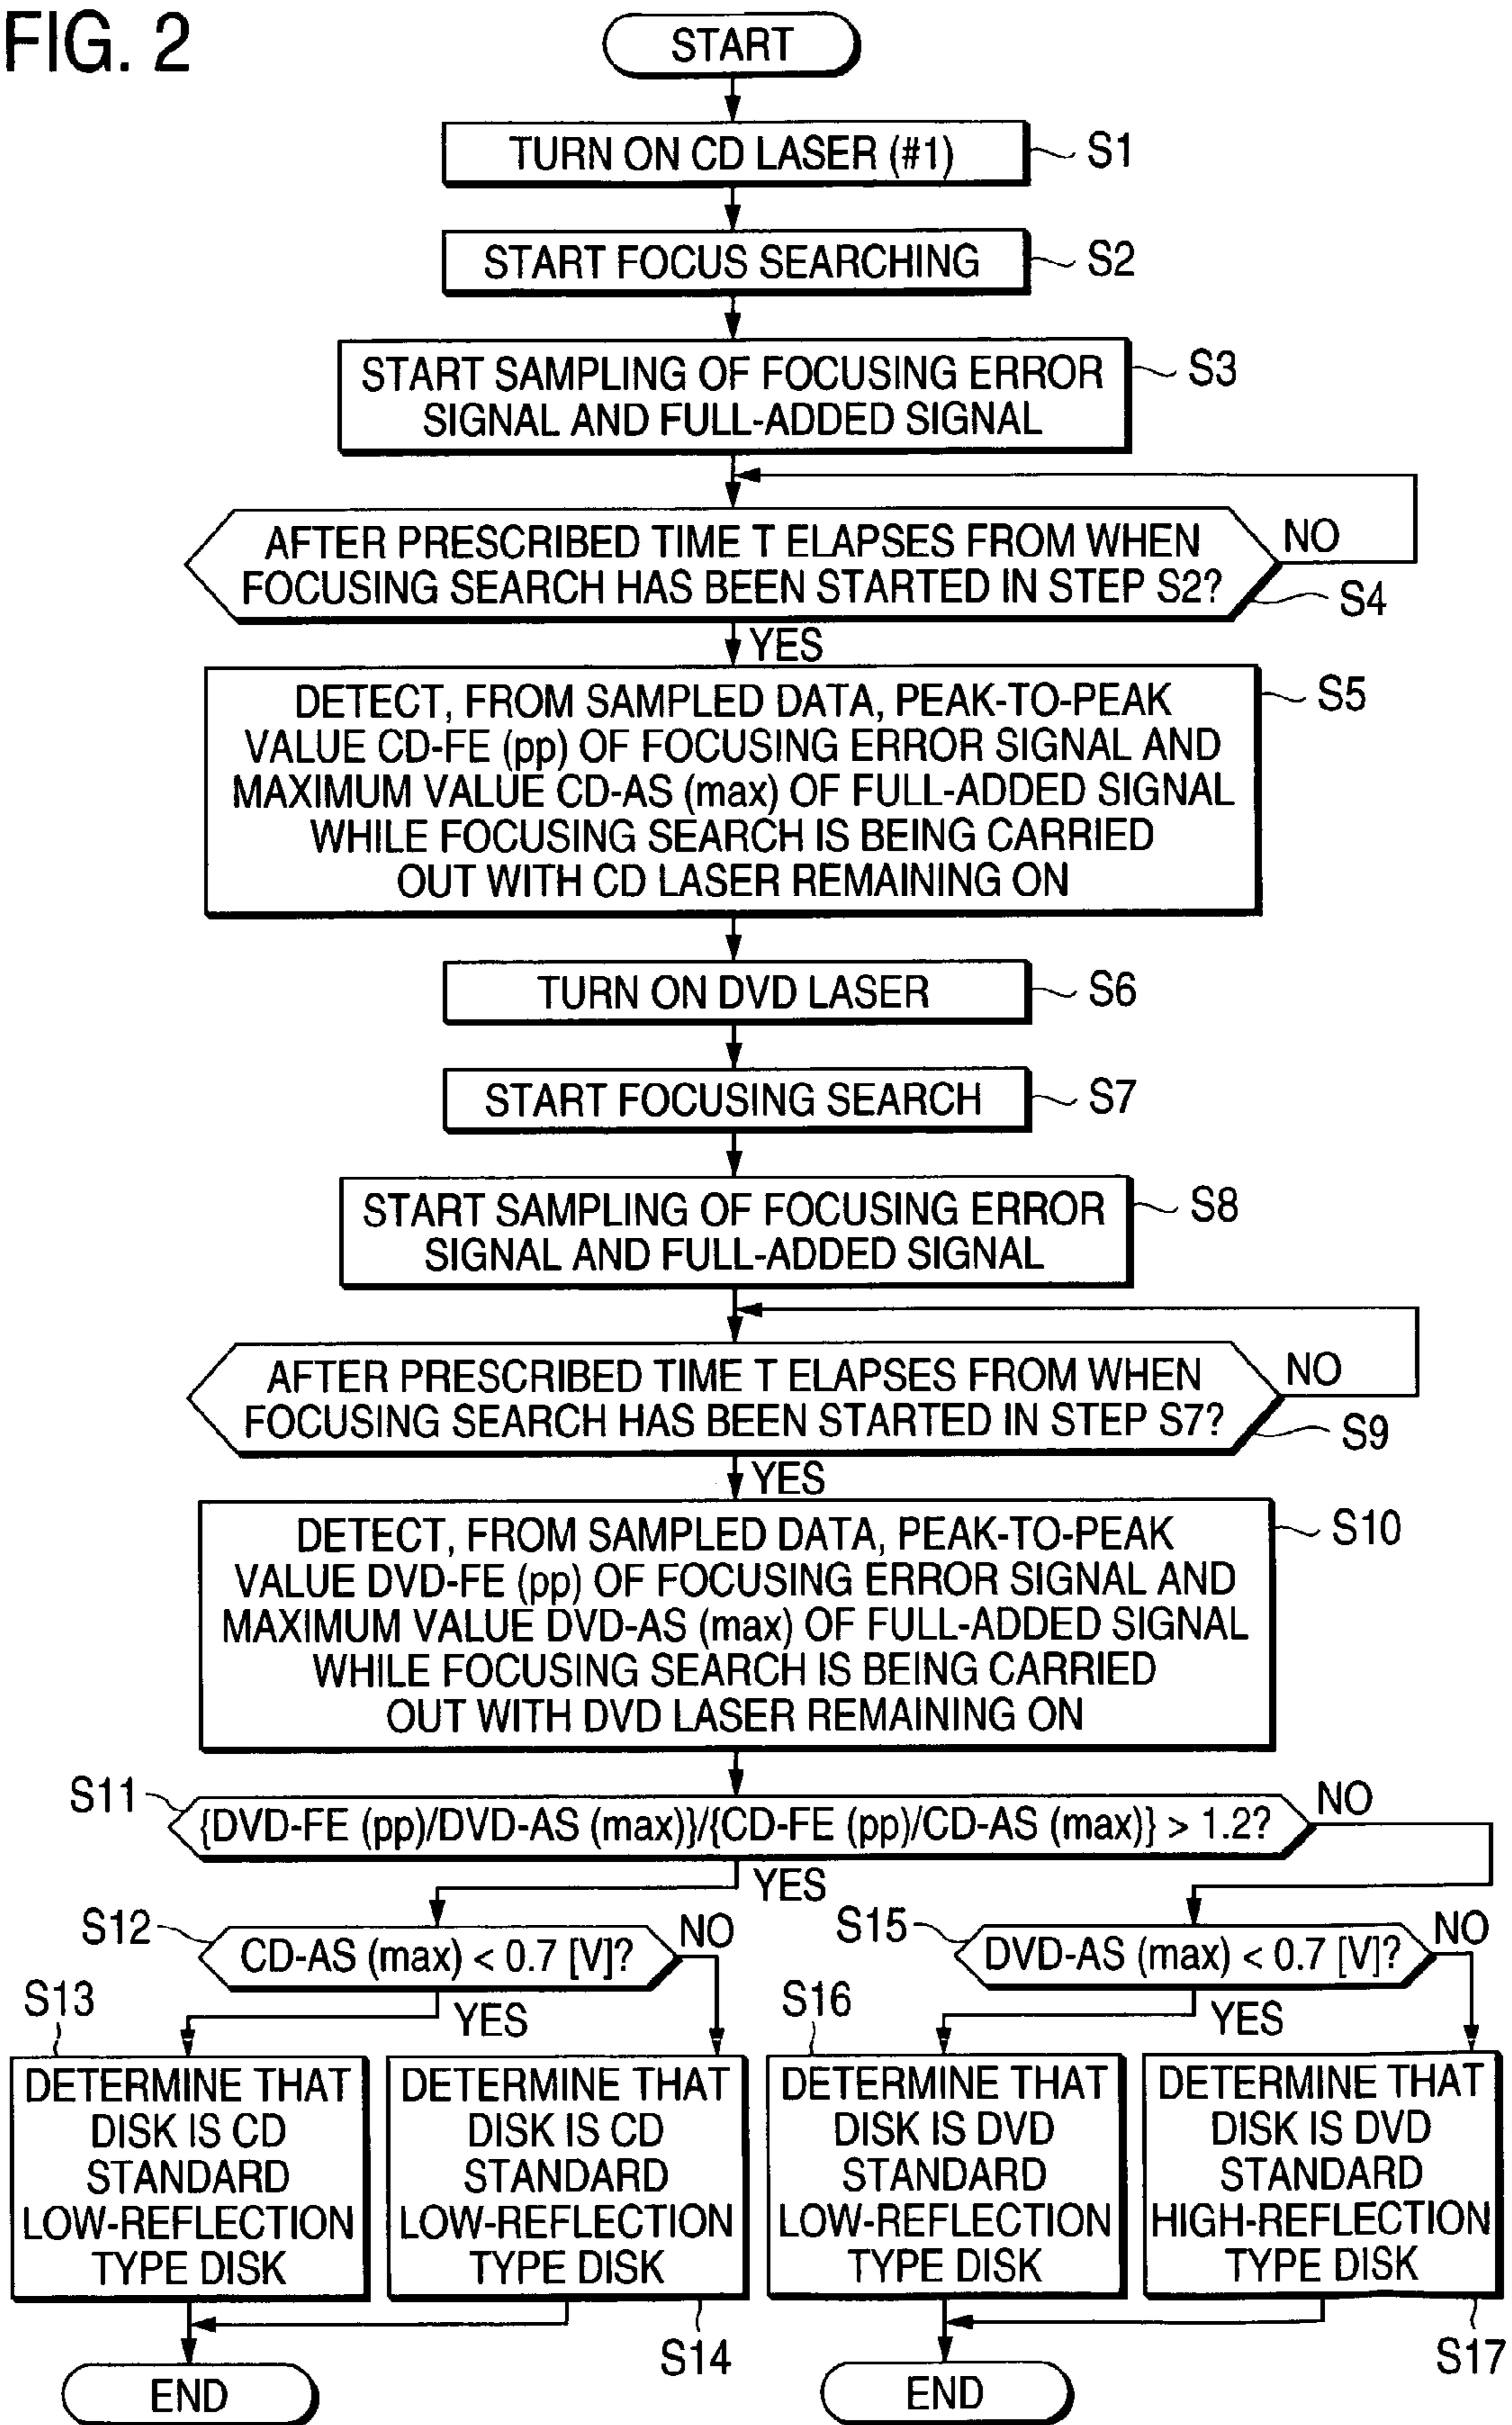 FIG. 2
START
TURN ON CD LASER (#1)
S1
START FOCUS SEARCHING
S2
START SAMPLING OF FOCUSING ERROR
SIGNAL AND FULL-ADDED SIGNAL
S3
AFTER PRESCRIBED TIME T ELAPSES FROM WHEN
FOCUSING SEARCH HAS BEEN STARTED IN STEP S2?
NO
S4
YES
DETECT, FROM SAMPLED DATA, PEAK-TO-PEAK
VALUE CD-FE (pp) OF FOCUSING ERROR SIGNAL AND
MAXIMUM VALUE CD-AS (max) OF FULL-ADDED SIGNAL
WHILE FOCUSING SEARCH IS BEING CARRIED
OUT WITH CD LASER REMAINING ON
S5
TURN ON DVD LASER
S6
START FOCUSING SEARCH
S7
START SAMPLING OF FOCUSING ERROR
SIGNAL AND FULL-ADDED SIGNAL
S8
AFTER PRESCRIBED TIME T ELAPSES FROM WHEN
FOCUSING SEARCH HAS BEEN STARTED IN STEP S7?
NO
S9
YES
DETECT, FROM SAMPLED DATA, PEAK-TO-PEAK
VALUE DVD-FE (pp) OF FOCUSING ERROR SIGNAL AND
MAXIMUM VALUE DVD-AS (max) OF FULL-ADDED SIGNAL
WHILE FOCUSING SEARCH IS BEING CARRIED
OUT WITH DVD LASER REMAINING ON
S10
S11
{DVD-FE (pp)/DVD-AS (max)}/{CD-FE (pp)/CD-AS (max)} > 1.2?
NO
YES
S12
CD-AS (max) < 0.7 [V]?
NO
YES
S15
DVD-AS (max) < 0.7 [V]?
NO
YES
S13
DETERMINE THAT
DISK IS CD
STANDARD
LOW-REFLECTION
TYPE DISK
DETERMINE THAT
DISK IS CD
STANDARD
LOW-REFLECTION
TYPE DISK
S14
S16
DETERMINE THAT
DISK IS DVD
STANDARD
LOW-REFLECTION
TYPE DISK
DETERMINE THAT
DISK IS DVD
STANDARD
HIGH-REFLECTION
TYPE DISK
S17
END
END